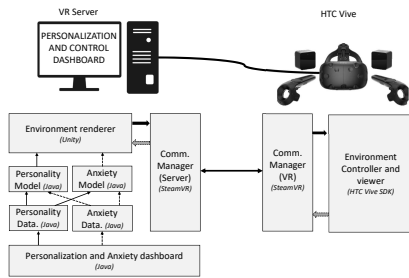 VR Server
HTC Vive
PERSONALIZATION
AND CONTROL
DASHBOARD
Environment renderer
(Unity)
Personality
Model (Java)
Anxiety
Model (Java)
Personality
Data. (Java)
Anxiety
Data. (Java)
Personalization and Anxiety dashboard
(Java)
Comm.
Manager
(Server)
(SteamVR)
Comm.
Manager
(VR)
(SteamVR)
Environment
Controller and
viewer
(HTC Vive SDK)